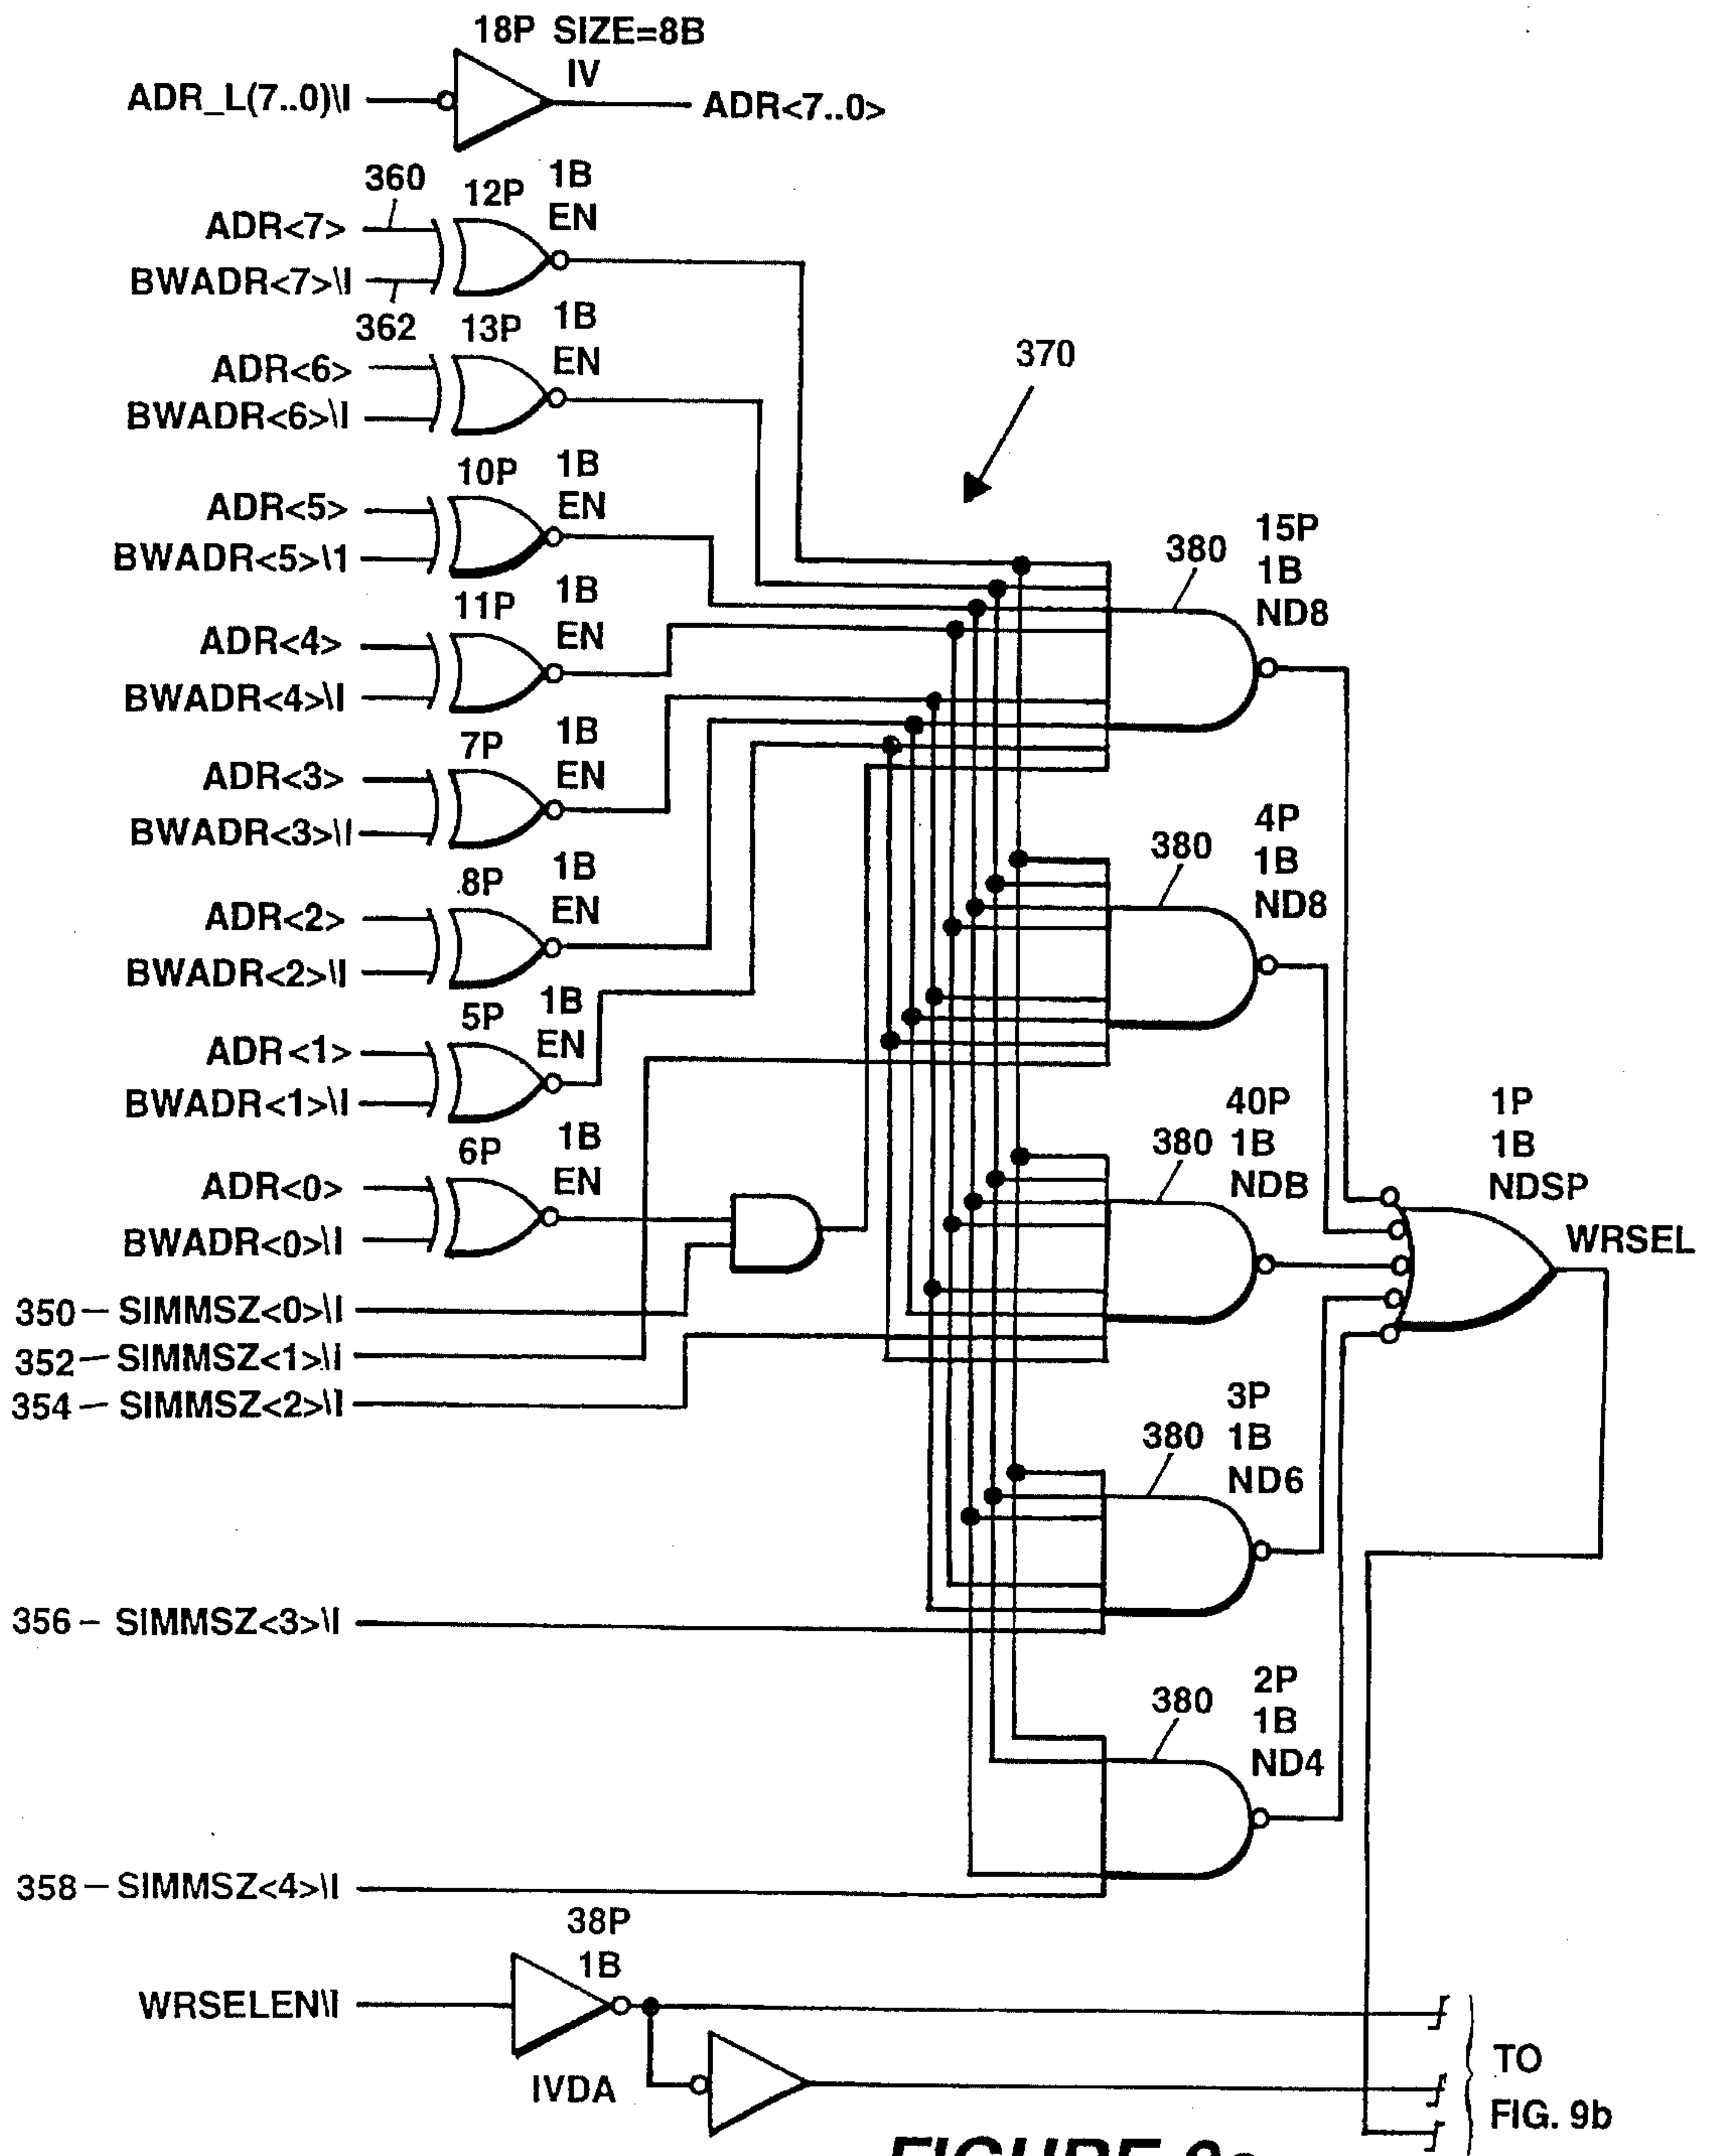 18P SIZE=8B
IV
ADR_L(7..0)\I
ADR<7..0>
360
12P
1B
EN
ADR<7>
BWADR<7>\I
362
13P
1B
EN
ADR<6>
BWADR<6>\I
370
10P
1B
EN
ADR<5>
BWADR<5>\1
11P
1B
EN
ADR<4>
BWADR<4>\I
7P
1B
EN
ADR<3>
BWADR<3>\I
8P
1B
EN
ADR<2>
BWADR<2>\I
5P
1B
EN
ADR<1>
BWADR<1>\I
6P
1B
EN
ADR<0>
BWADR<0>\I
350 – SIMMSZ<0>\I
352 – SIMMSZ<1>\i
354 – SIMMSZ<2>\I
356 – SIMMSZ<3>\I
358 – SIMMSZ<4>\I
380
15P
1B
ND8
380
4P
1B
ND8
380
40P
1B
NDB
380
3P
1B
ND6
380
2P
1B
ND4
1P
1B
NDSP
WRSEL
38P
1B
WRSELEN\I
IVDA
TO
FIG. 9b